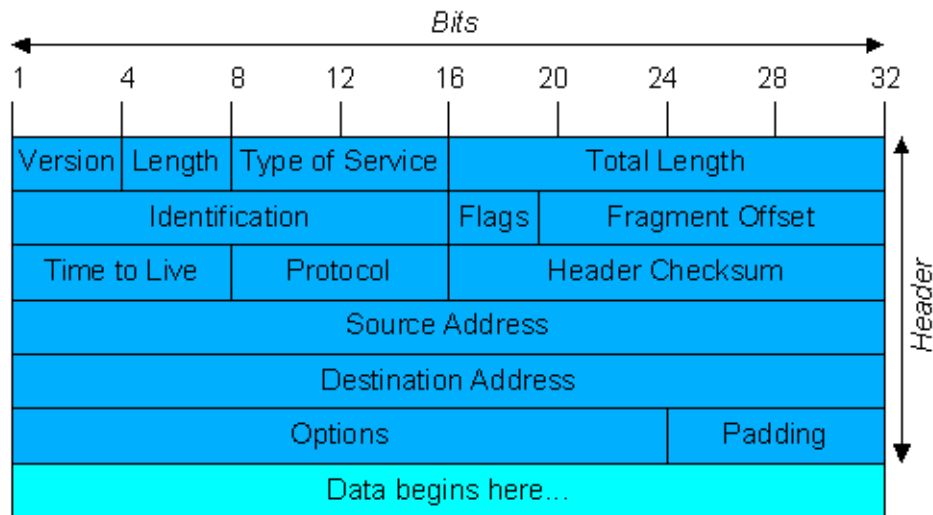 Bits
1 4 8 12 16 20 24 28 32
Version Length Type of Service Total Length
Identification Flags Fragment Offset
Time to Live Protocol Header Checksum
Source Address
Destination Address
Options Padding
Data begins here...
Header